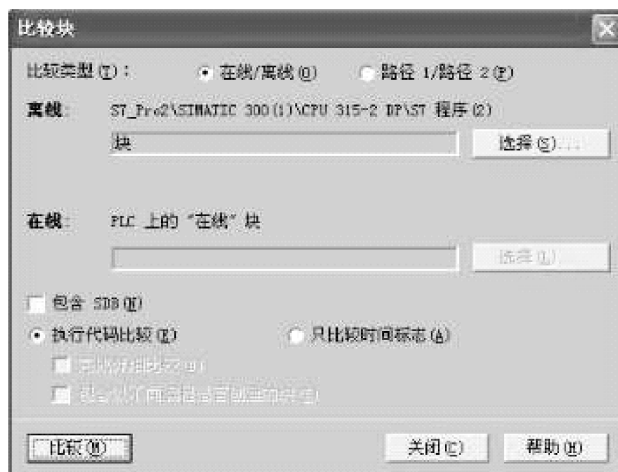 比较块
比较类型(T): 在线/离线(O) 路径 1/路径 2(P)
离线: ST_Pro2\SIMATIC 300(1)\CPU 315-2 DP\ST 程序(2)
块 选择(S)...
在线: PLC 上的 "在线" 块
选择(L)...
包含 SDB(N)
执行代码比较(E) 只比较时间标志(A)
比较(M) 关闭(C) 帮助(H)